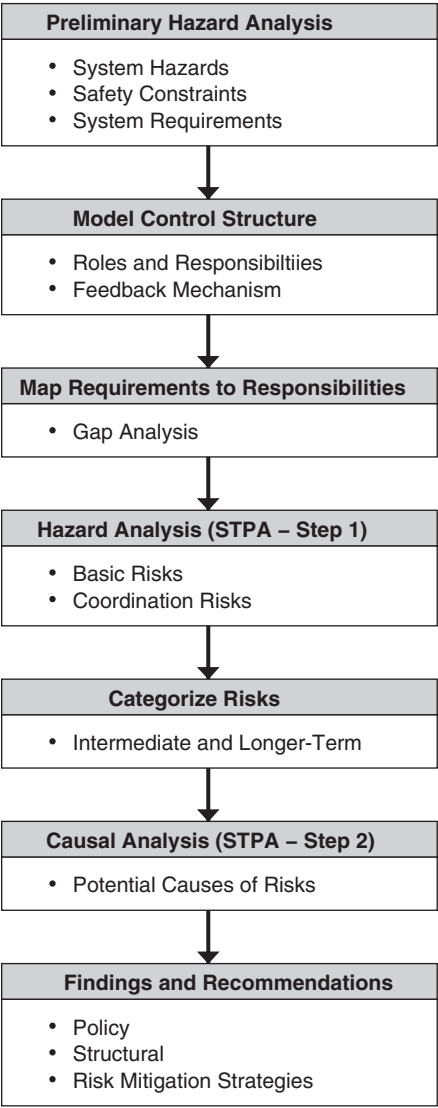 Preliminary Hazard Analysis
• System Hazards
• Safety Constraints
• System Requirements
Model Control Structure
• Roles and Responsibiltiies
• Feedback Mechanism
Map Requirements to Responsibilities
• Gap Analysis
Hazard Analysis (STPA – Step 1)
• Basic Risks
• Coordination Risks
Categorize Risks
• Intermediate and Longer-Term
Causal Analysis (STPA – Step 2)
• Potential Causes of Risks
Findings and Recommendations
• Policy
• Structural
• Risk Mitigation Strategies